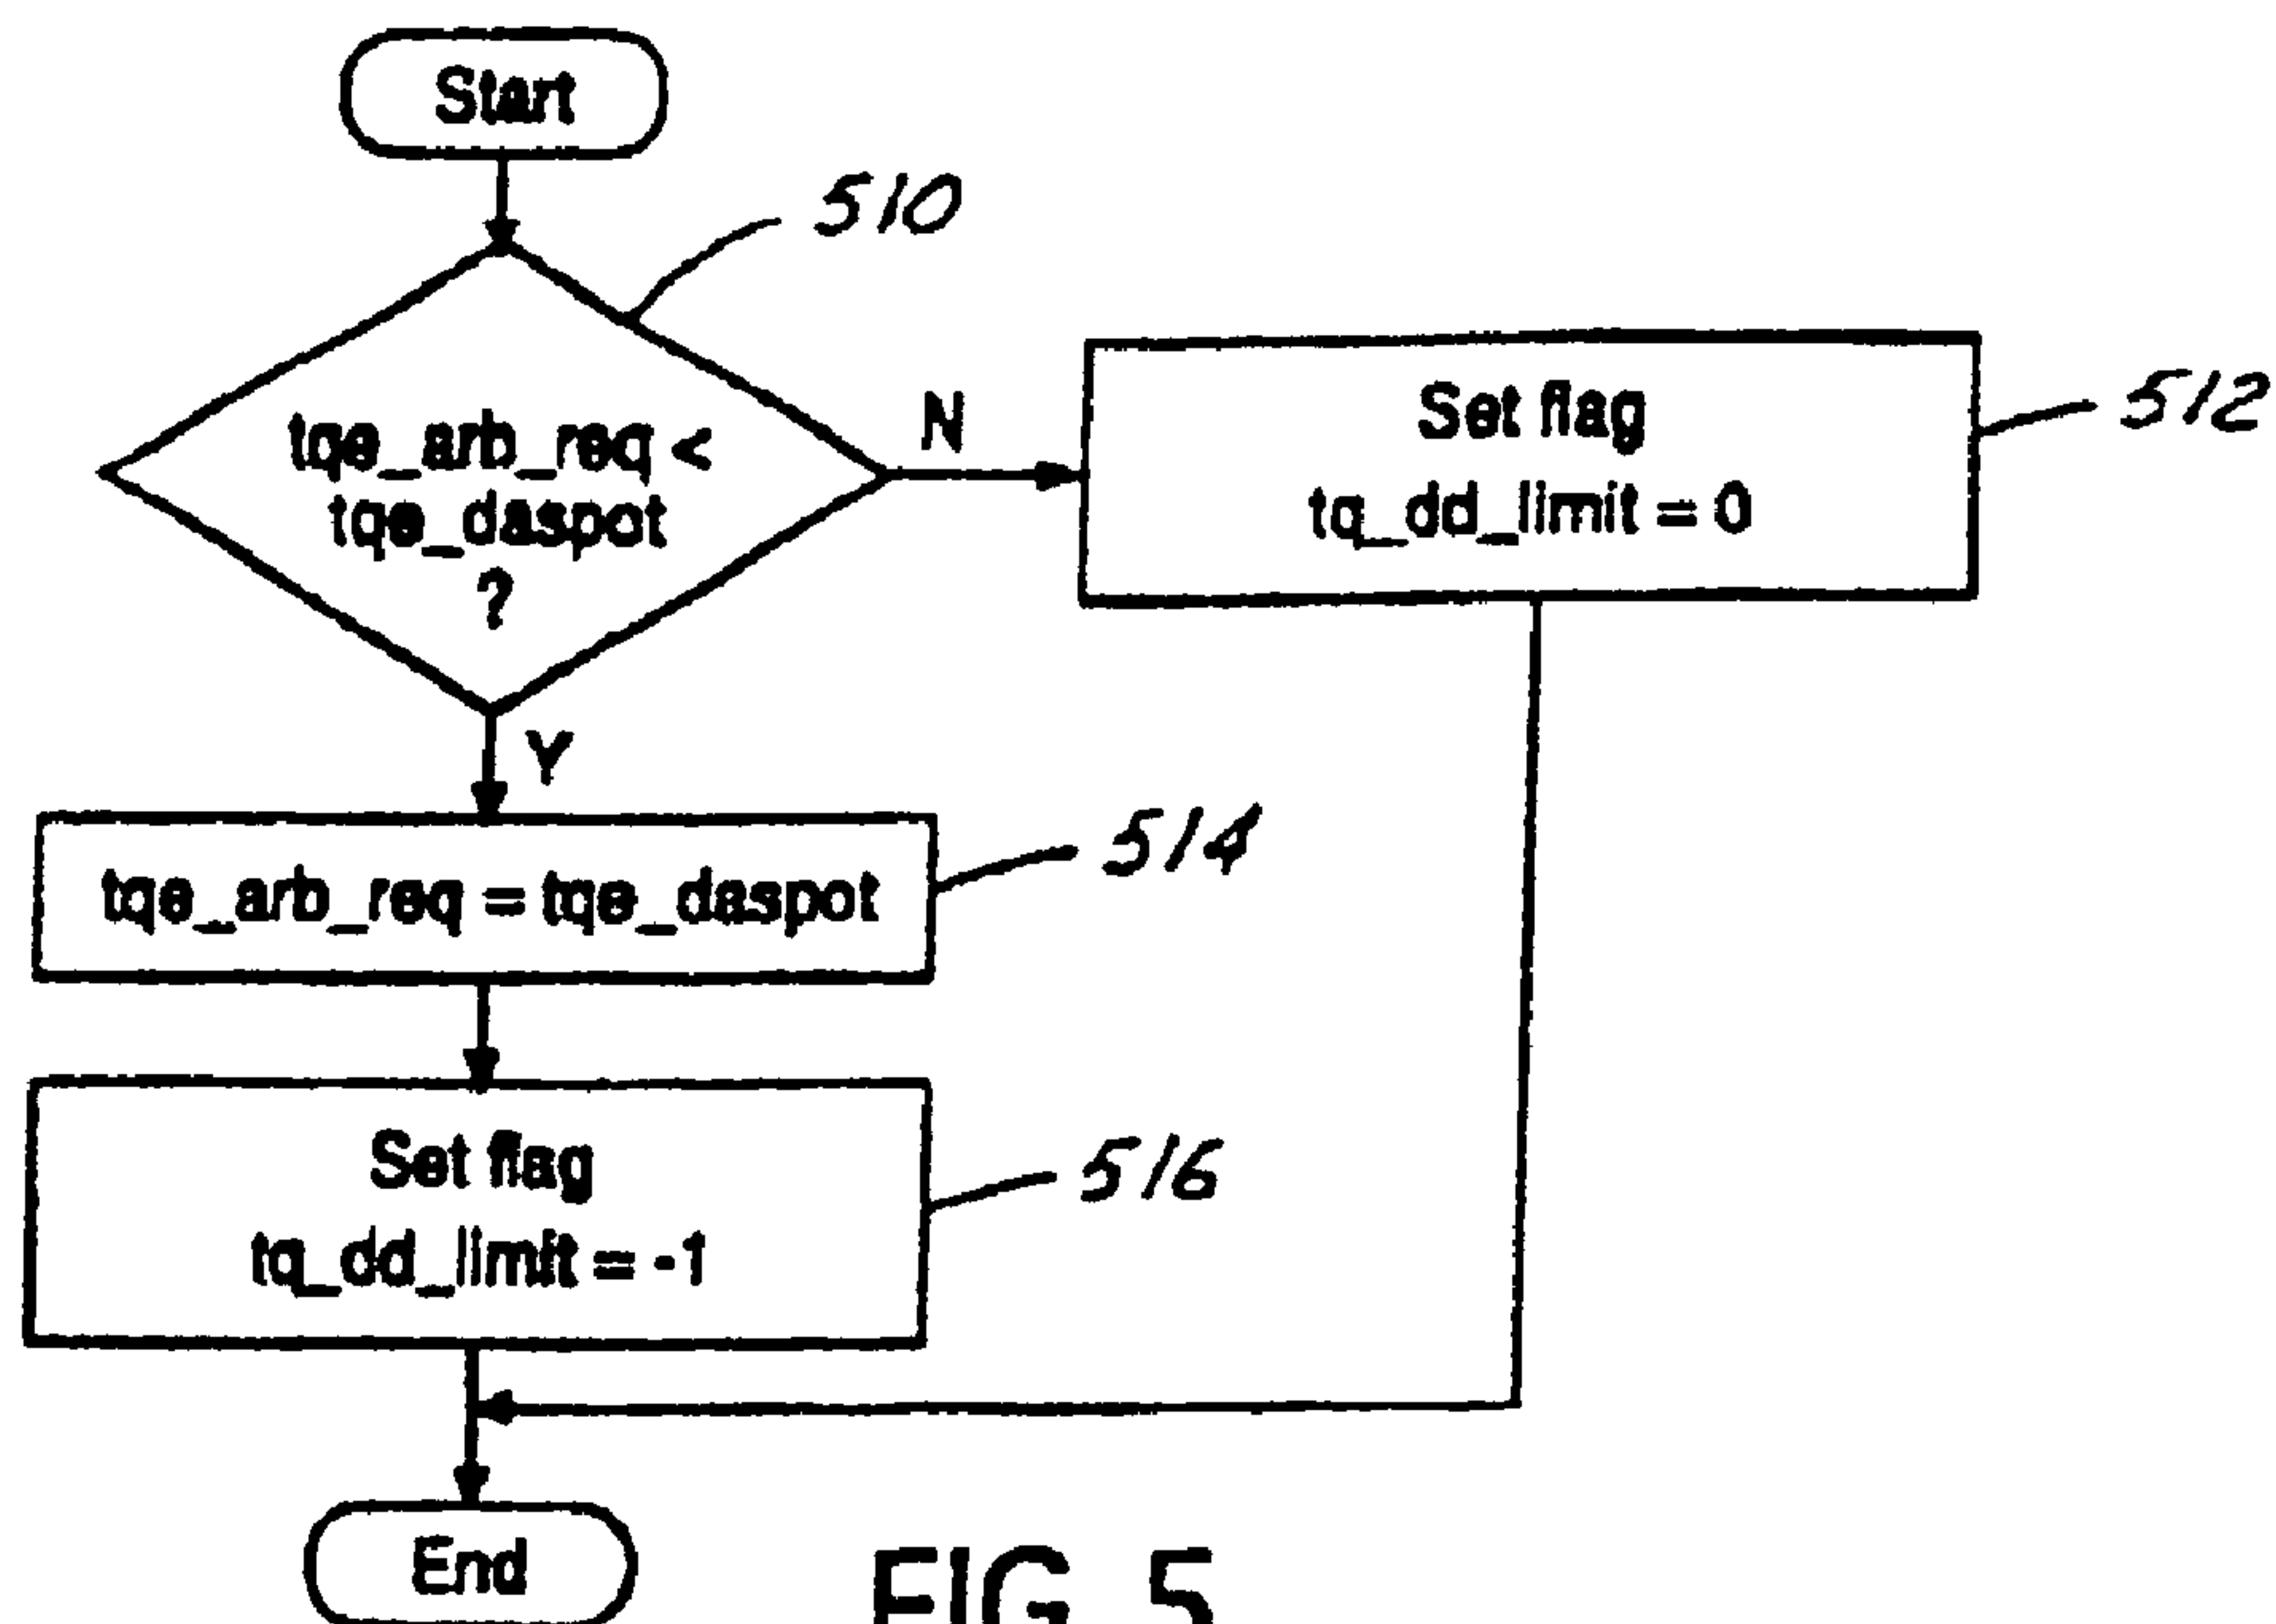 Start
510
tqe_arb_req <
tqe_daspot
?
N
Set flag
tq_dd_limit = 0
512
Y
tqe_arb_req = tqe_daspot
514
Set flag
tq_dd_limit = -1
516
End
FIG. 5